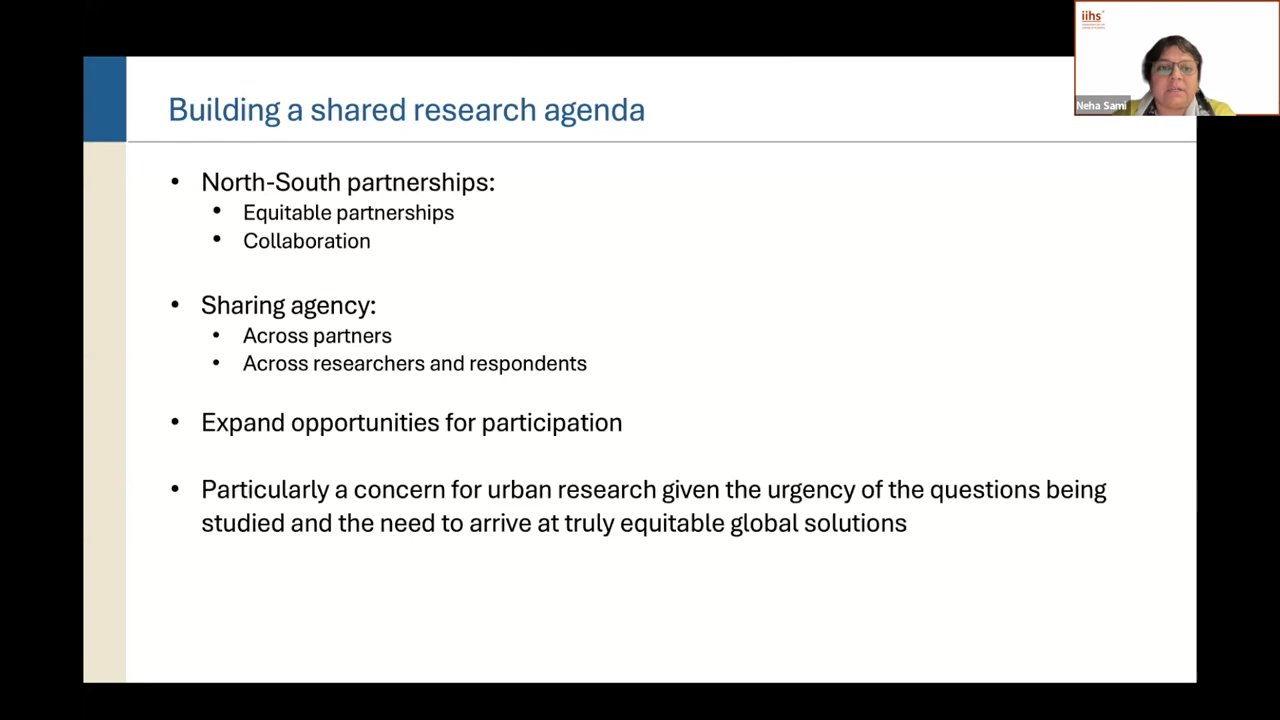 iihs
Neha Sami
Building a shared research agenda
• North-South partnerships:
• Equitable partnerships
• Collaboration
• Sharing agency:
• Across partners
• Across researchers and respondents
• Expand opportunities for participation
• Particularly a concern for urban research given the urgency of the questions being
studied and the need to arrive at truly equitable global solutions